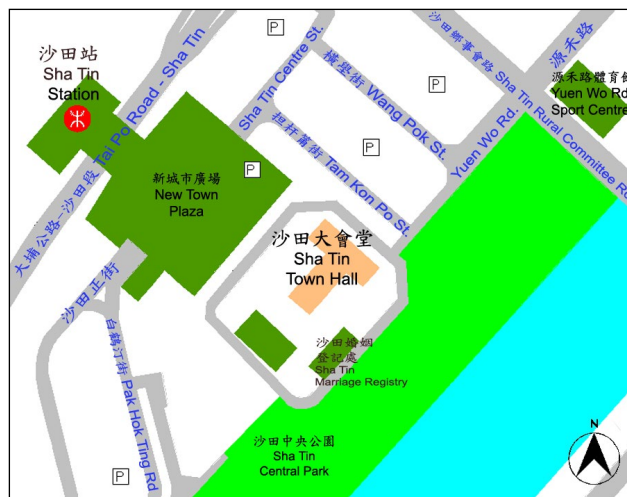 沙田站
Sha Tin
Station
P
P
P
P
P
大埔公路-沙田段 Tai Po Road - Sha Tin
Sha Tin Centre St.
橫壆街 Wang Pok St.
担杆莆街 Tam Kon Po St.
沙田鄉事會路 Sha Tin Rural Committee Rd
源禾路
Yuen Wo Rd.
源禾路體育館
Yuen Wo Rd
Sport Centre
新城市廣場
New Town
Plaza
沙田大會堂
Sha Tin
Town Hall
沙田正街
白鶴汀街 Pak Hok Ting Rd
沙田婚姻
登記處
Sha Tin
Marriage Registry
沙田中央公園
Sha Tin
Central Park
N